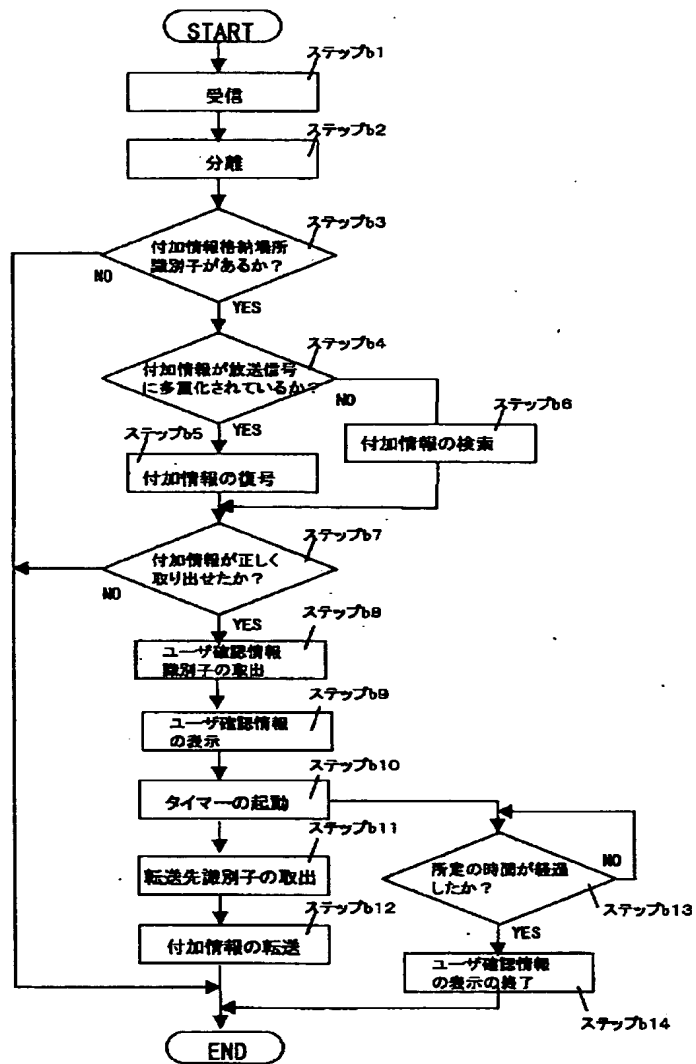 START
ステップb1
受信
ステップb2
分離
ステップb3
付加情報格納場所
識別子があるか？
NO
YES
ステップb4
付加情報が放送信号
に多重化されているか？
NO
YES
ステップb5
付加情報の復号
ステップb6
付加情報の検索
ステップb7
付加情報が正しく
取り出せたか？
NO
YES
ステップb8
ユーザ確認情報
識別子の取出
ステップb9
ユーザ確認情報
の表示
ステップb10
タイマーの起動
ステップb11
転送先識別子の取出
ステップb12
付加情報の転送
所定の時間が経過
したか？
NO
ステップb13
YES
ユーザ確認情報
の表示の終了
ステップb14
END